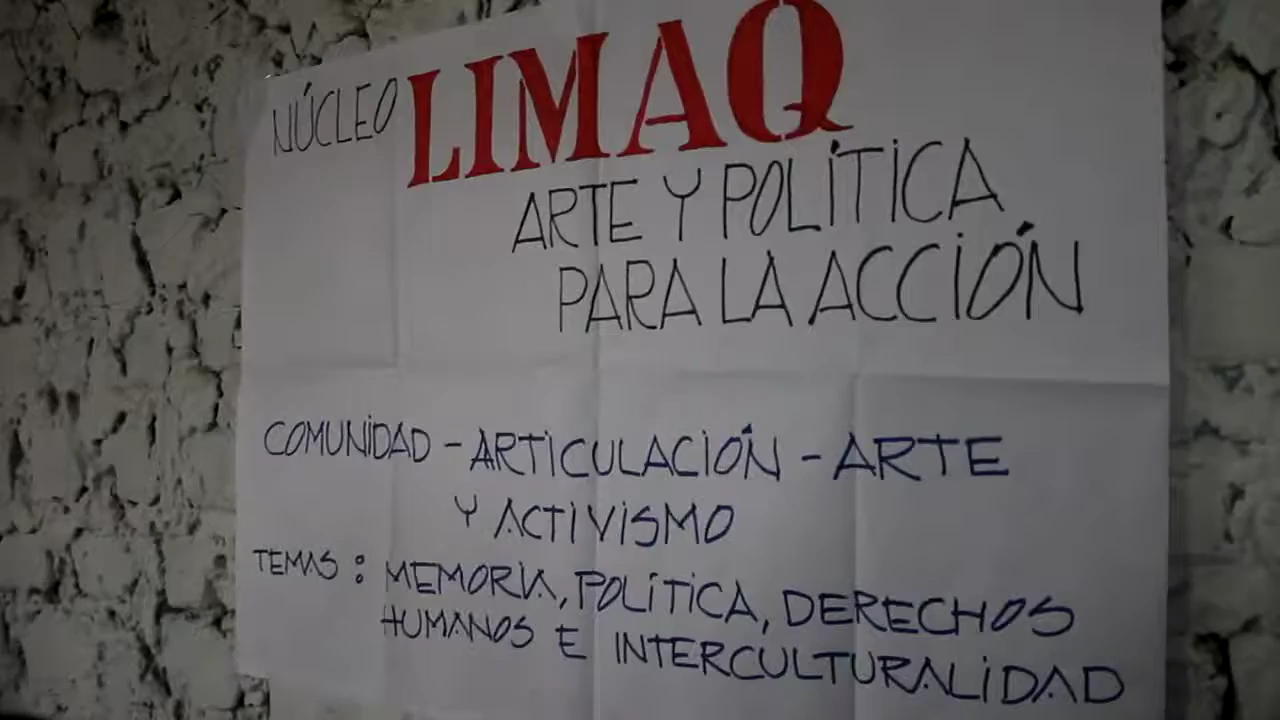 NÚCLEO LIMAQ
ARTE Y POLÍTICA
PARA LA ACCIÓN
COMUNIDAD - ARTICULACIÓN - ARTE
Y ACTIVISMO
TEMAS: MEMORIA, POLÍTICA, DERECHOS
HUMANOS E INTERCULTURALIDAD